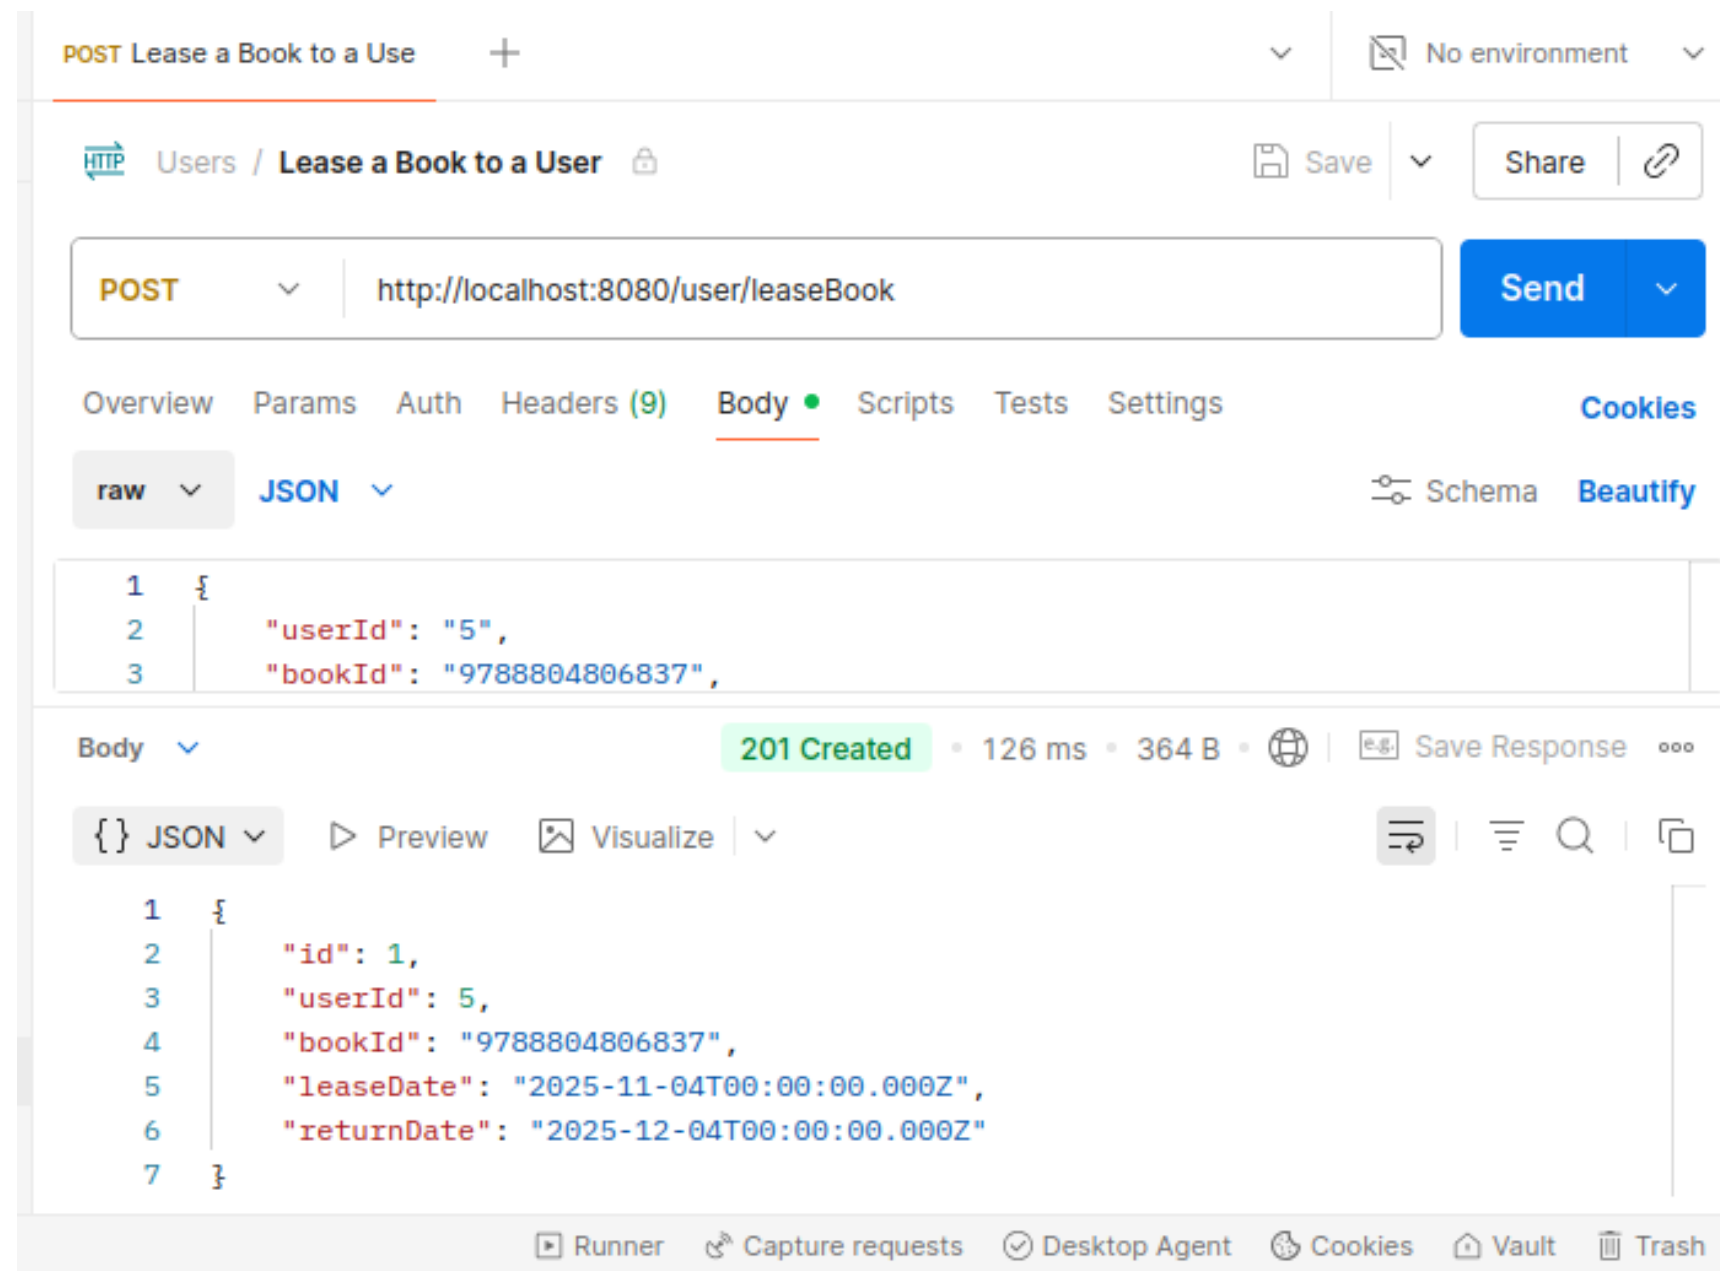 POST Lease a Book to a Use
No environment
HTTP Users / Lease a Book to a User
Save
Share
POST http://localhost:8080/user/leaseBook
Send
Overview Params Auth Headers (9) Body Scripts Tests Settings Cookies
raw JSON Schema Beautify
1 {
2 "userId": "5",
3 "bookId": "9788804806837",
Body 201 Created 126 ms 364 B e.g. Save Response
{} JSON Preview Visualize
1 {
2 "id": 1,
3 "userId": 5,
4 "bookId": "9788804806837",
5 "leaseDate": "2025-11-04T00:00:00.000Z",
6 "returnDate": "2025-12-04T00:00:00.000Z"
7 }
Runner Capture requests Desktop Agent Cookies Vault Trash